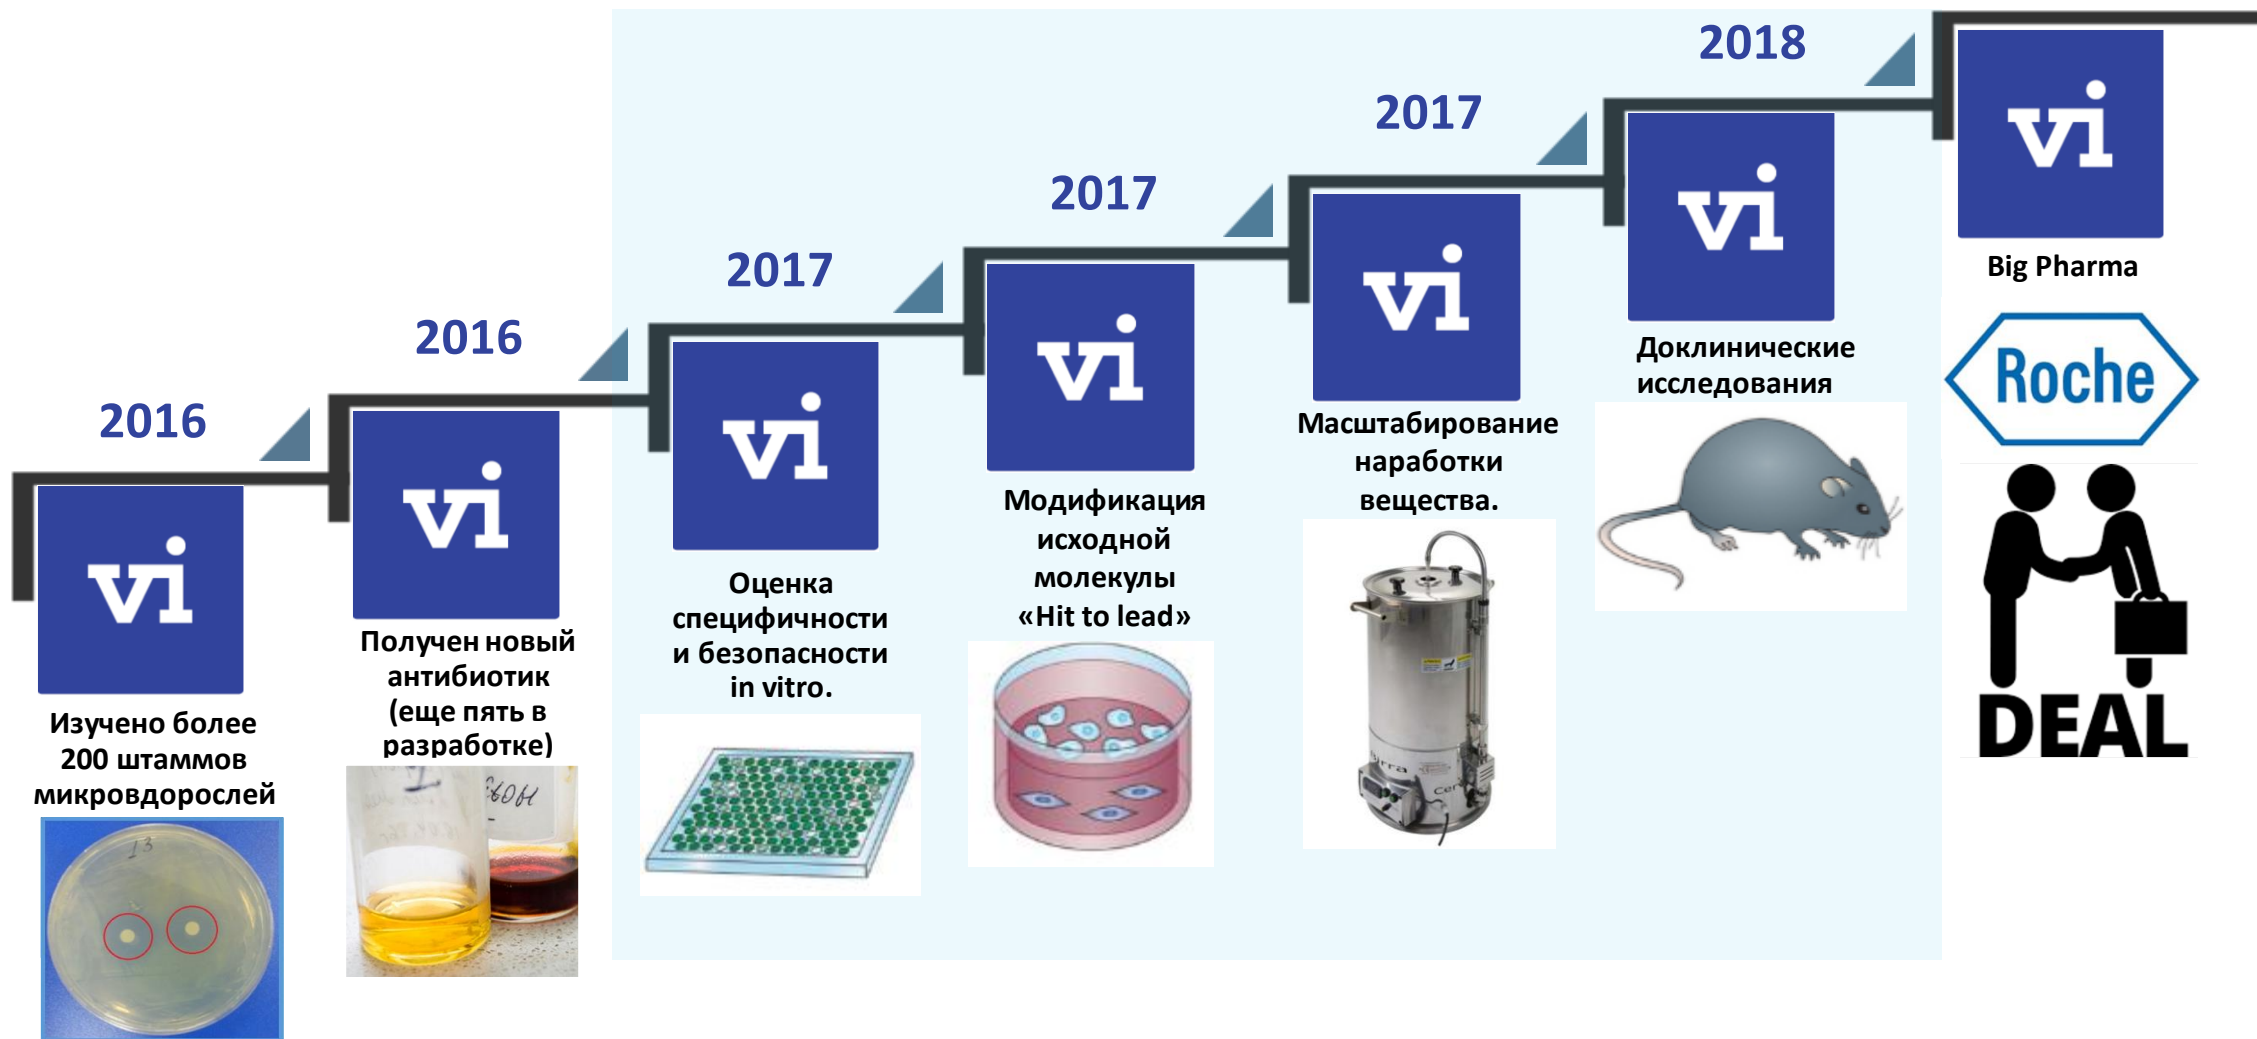 2016
vi
Изучено более
200 штаммов
микровдорослей
13
2016
vi
Получен новый
антибиотик
(еще пять в
разработке)
2017
vi
Оценка
специфичности
и безопасности
in vitro.
2017
vi
Модификация
исходной
молекулы
«Hit to lead»
2017
vi
Масштабирование
наработки
вещества.
2018
vi
Доклинические
исследования
vi
Big Pharma
Roche
DEAL